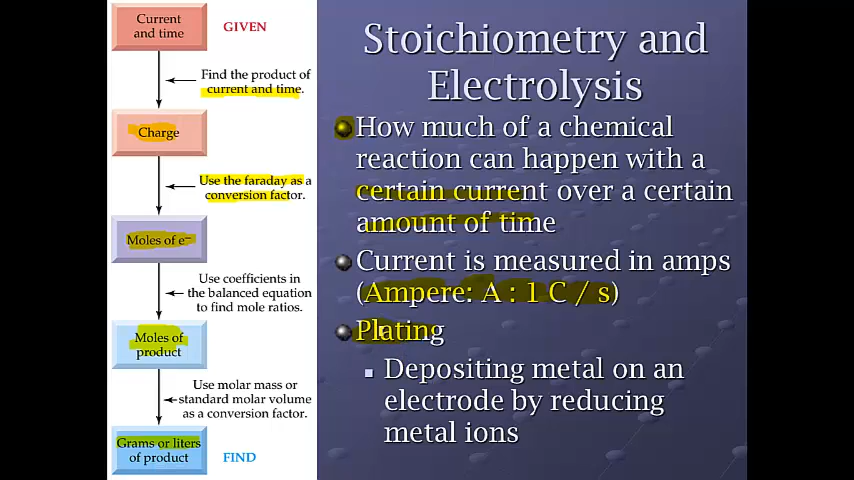 Current
and time
GIVEN
Find the product of
current and time.
Charge
Use the faraday as a
conversion factor.
Moles of e⁻
Use coefficients in
the balanced equation
to find mole ratios.
Moles of
product
Use molar mass or
standard molar volume
as a conversion factor.
Grams or liters
of product
FIND
Stoichiometry and
Electrolysis
How much of a chemical
reaction can happen with a
certain current over a certain
amount of time
Current is measured in amps
(Ampere: A : 1 C / s)
Plating
Depositing metal on an
electrode by reducing
metal ions